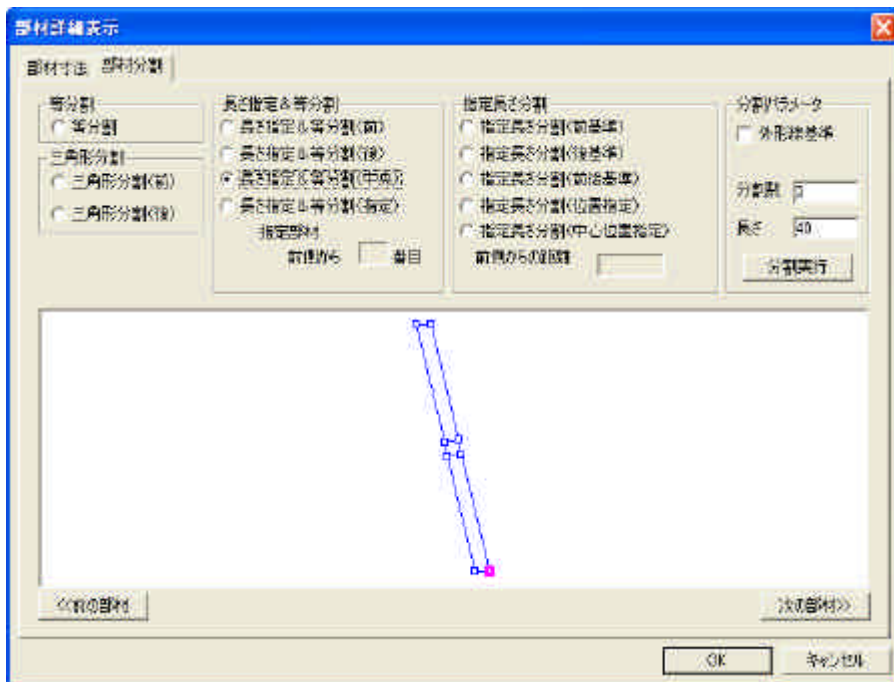 部材詳細表示
部材寸法 部材分割
等分割
等分割
三角形分割
三角形分割(前)
三角形分割(後)
長さ指定&等分割
長さ指定&等分割(前)
長さ指定&等分割(後)
長さ指定&等分割(中点)
長さ指定&等分割(指定)
指定部材
前側から 番目
指定長さ分割
指定長さ分割(前基準)
指定長さ分割(後基準)
指定長さ分割(前後基準)
指定長さ分割(位置指定)
指定長さ分割(中心位置指定)
前側からの距離
分割パラメータ
外形線基準
分割数
長さ 40
分割実行
<<前の部材
次の部材>>
OK
キャンセル